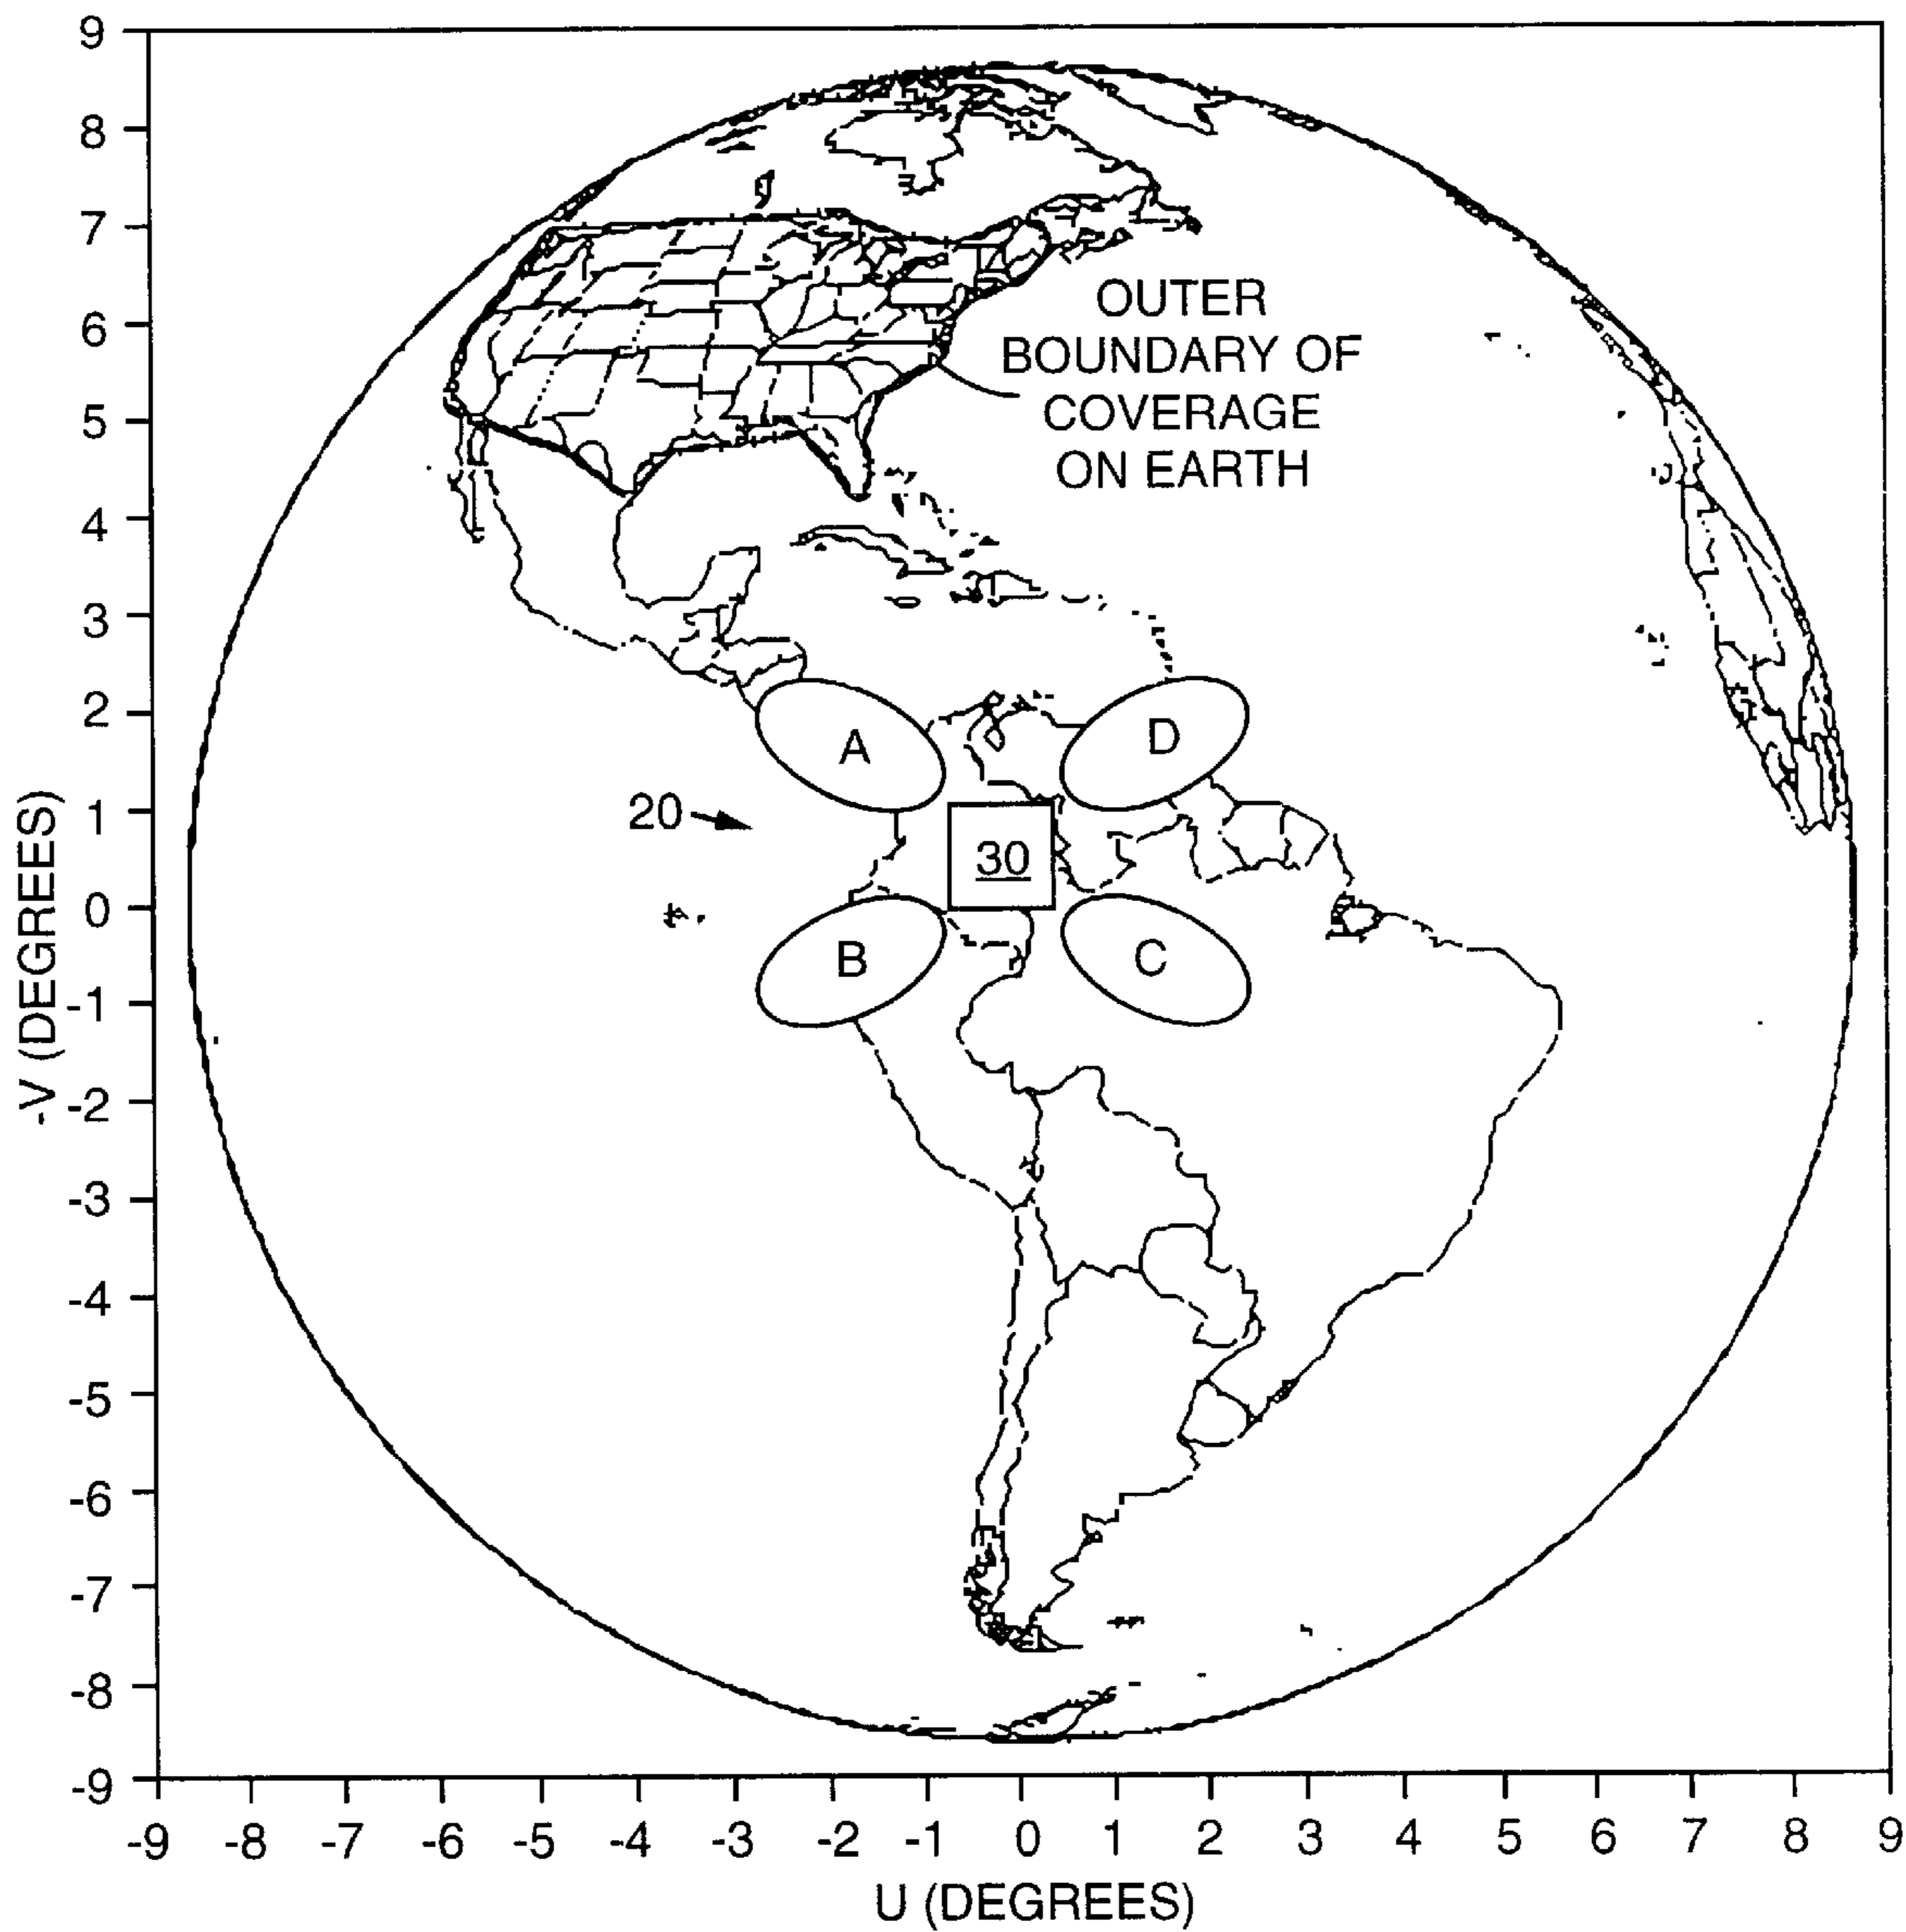 9
8
7
6
5
4
3
2
1
0
-1
-2
-3
-4
-5
-6
-7
-8
-9
-V (DEGREES)
OUTER
BOUNDARY OF
COVERAGE
ON EARTH
A
D
20
30
B
C
-9 -8 -7 -6 -5 -4 -3 -2 -1 0 1 2 3 4 5 6 7 8 9
U (DEGREES)